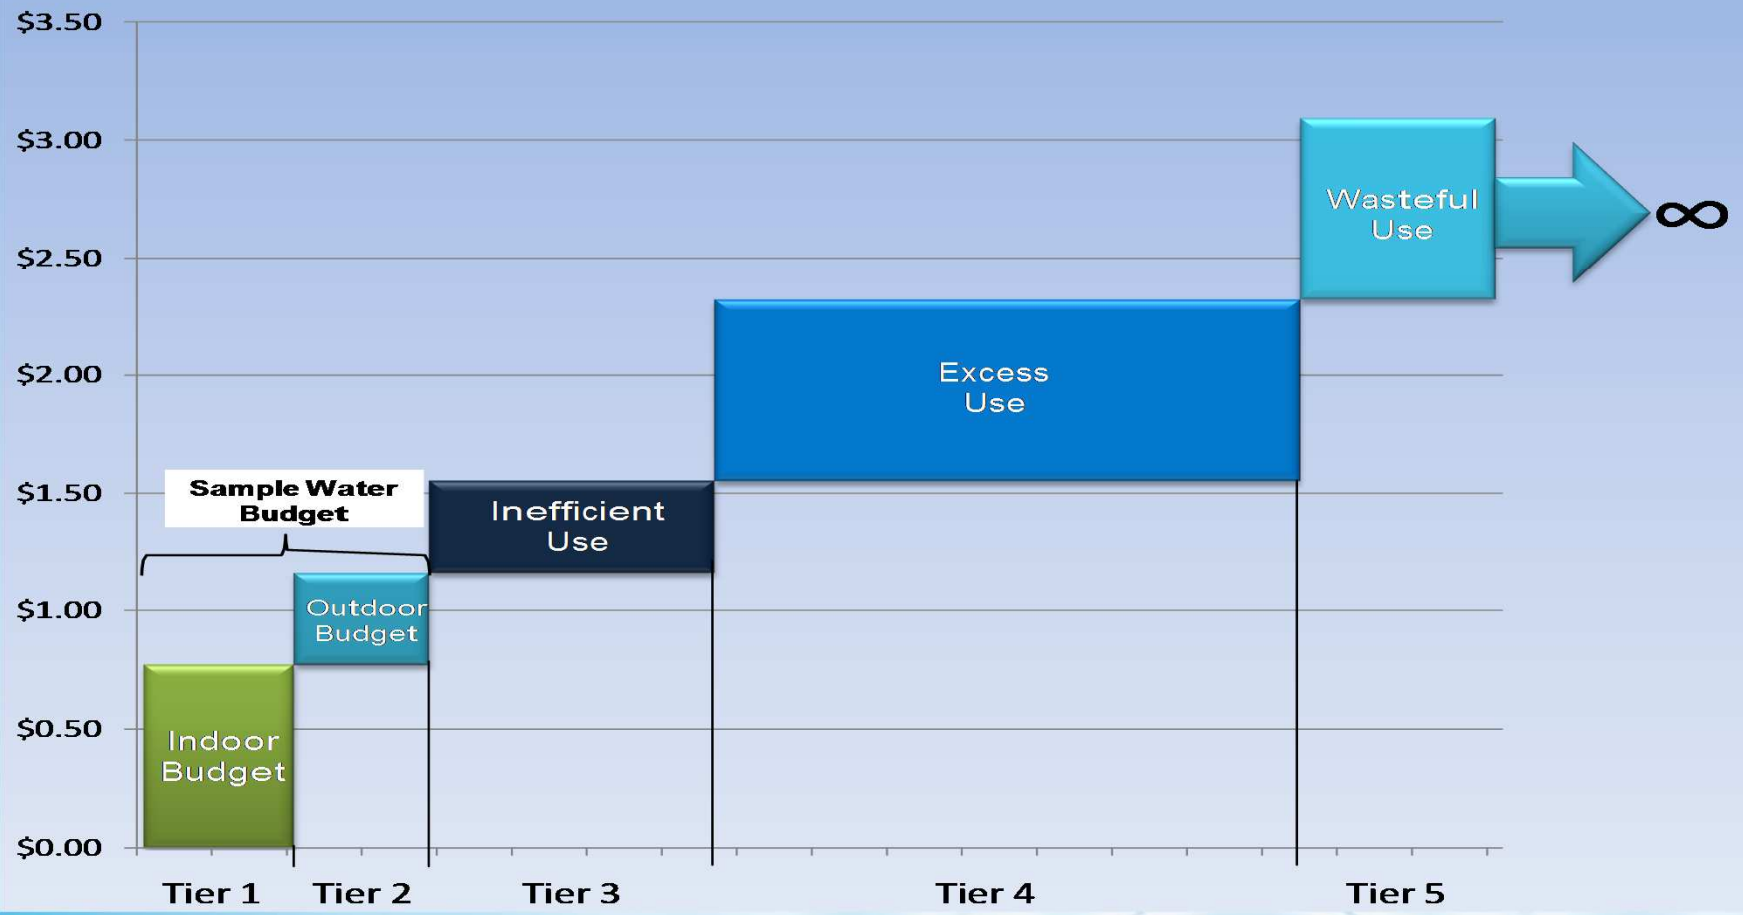 $3.50
$3.00
$2.50
$2.00
$1.50
$1.00
$0.50
$0.00
Sample Water
Budget
Indoor
Budget
Outdoor
Budget
Inefficient
Use
Excess
Use
Wasteful
Use
∞
Tier 1
Tier 2
Tier 3
Tier 4
Tier 5